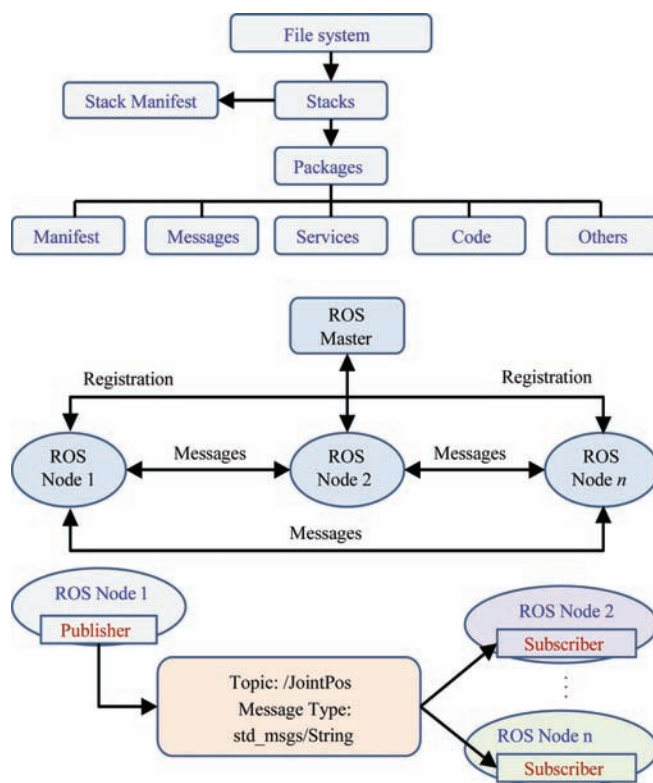 File system
Stack Manifest
Stacks
Packages
Manifest
Messages
Services
Code
Others
ROS
Master
Registration
Registration
ROS
Node 1
Messages
ROS
Node 2
Messages
ROS
Node n
Messages
ROS Node 1
Publisher
Topic: /JointPos
Message Type:
std_msgs/String
ROS Node 2
Subscriber
ROS Node n
Subscriber